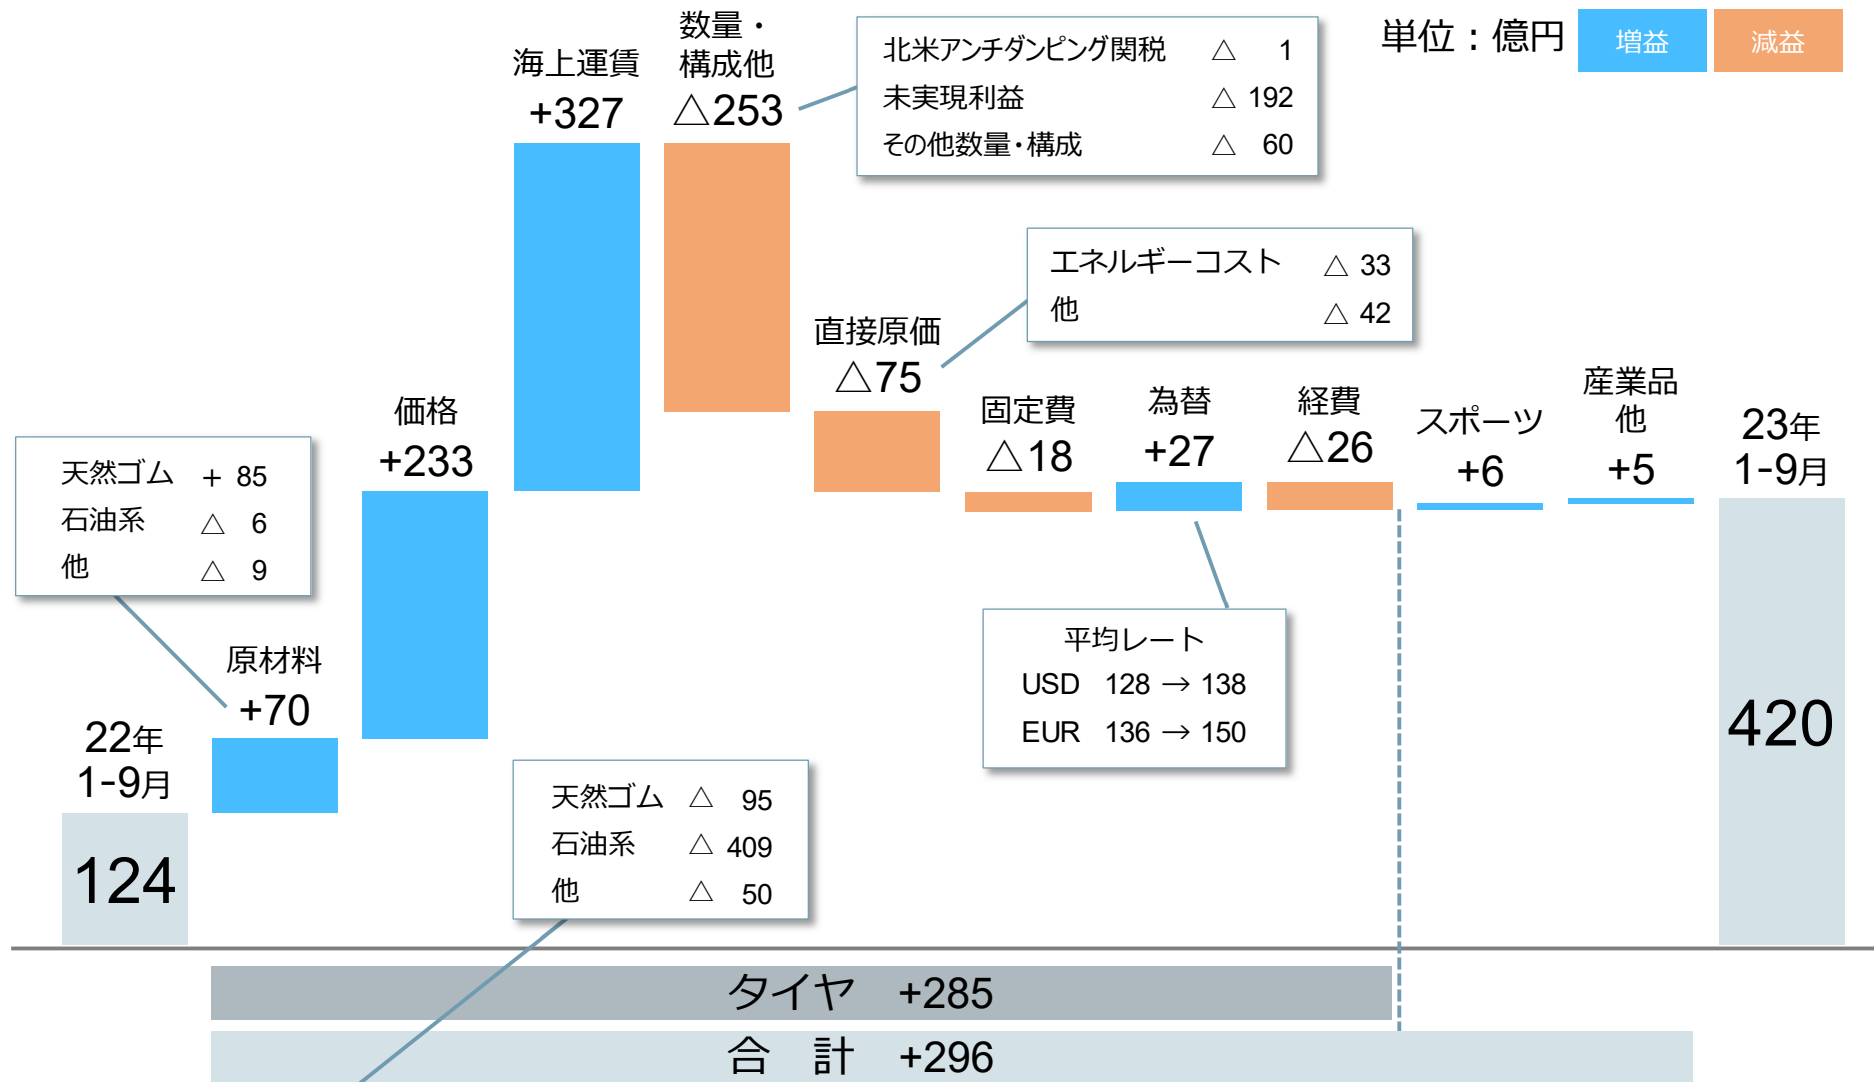 単位：億円 増益 減益
海上運賃
+327
数量・
構成他
△253
北米アンチダンピング関税 △ 1
未実現利益 △ 192
その他数量・構成 △ 60
エネルギーコスト △ 33
他 △ 42
直接原価
△75
価格
+233
固定費
△18
為替
+27
経費
△26
スポーツ
+6
産業品
他
+5
23年
1-9月
420
天然ゴム + 85
石油系 △ 6
他 △ 9
原材料
+70
22年
1-9月
124
平均レート
USD 128 → 138
EUR 136 → 150
天然ゴム △ 95
石油系 △ 409
他 △ 50
タイヤ +285
合 計 +296